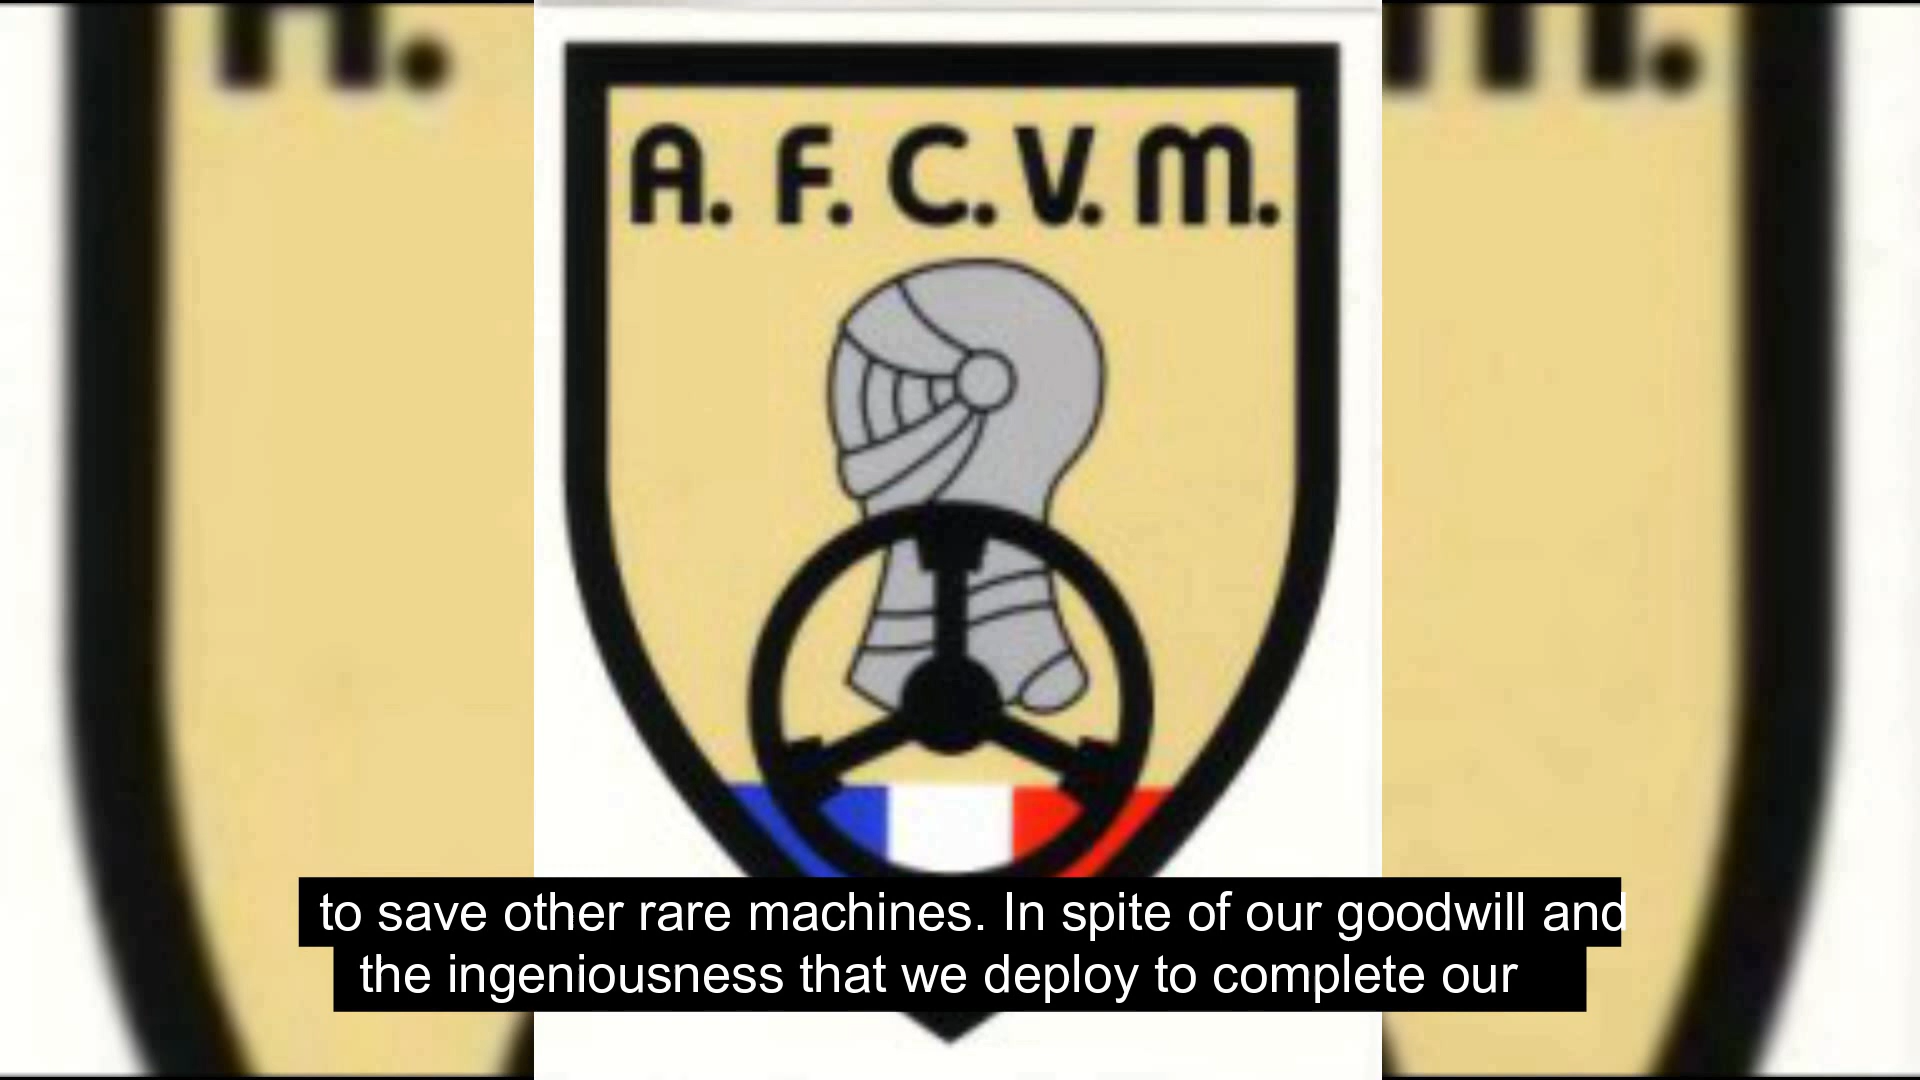 A. F. C. V. M.
to save other rare machines. In spite of our goodwill and
the ingeniousness that we deploy to complete our